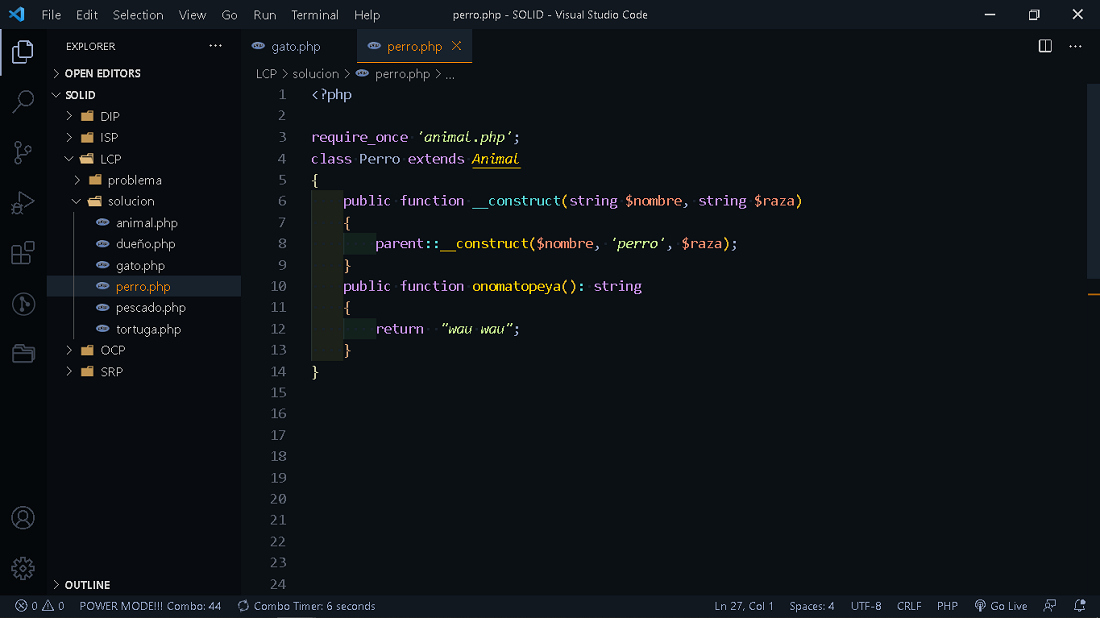 File Edit Selection View Go Run Terminal Help perro.php - SOLID - Visual Studio Code
EXPLORER ···
OPEN EDITORS
SOLID
DIP
ISP
LCP
problema
solucion
animal.php
dueño.php
gato.php
perro.php
pescado.php
tortuga.php
OCP
SRP
OUTLINE
gato.php perro.php
LCP > solucion > perro.php > ...
1 <?php
2
3 require_once 'animal.php';
4 class Perro extends Animal
5 {
6 public function __construct(string $nombre, string $raza)
7 {
8 parent::__construct($nombre, 'perro', $raza);
9 }
10 public function onomatopeya(): string
11 {
12 return "wau wau";
13 }
14 }
15
16
17
18
19
20
21
22
23
24
0 0 POWER MODE!!! Combo: 44 Combo Timer: 6 seconds Ln 27, Col 1 Spaces: 4 UTF-8 CRLF PHP Go Live